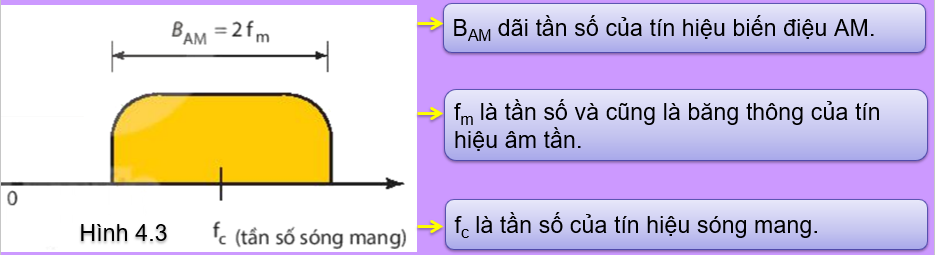 B_AM = 2f_m
0
Hình 4.3
f_c (tần số sóng mang)
B_AM dãi tần số của tín hiệu biến điệu AM.
f_m là tần số và cũng là băng thông của tín
hiệu âm tần.
f_c là tần số của tín hiệu sóng mang.